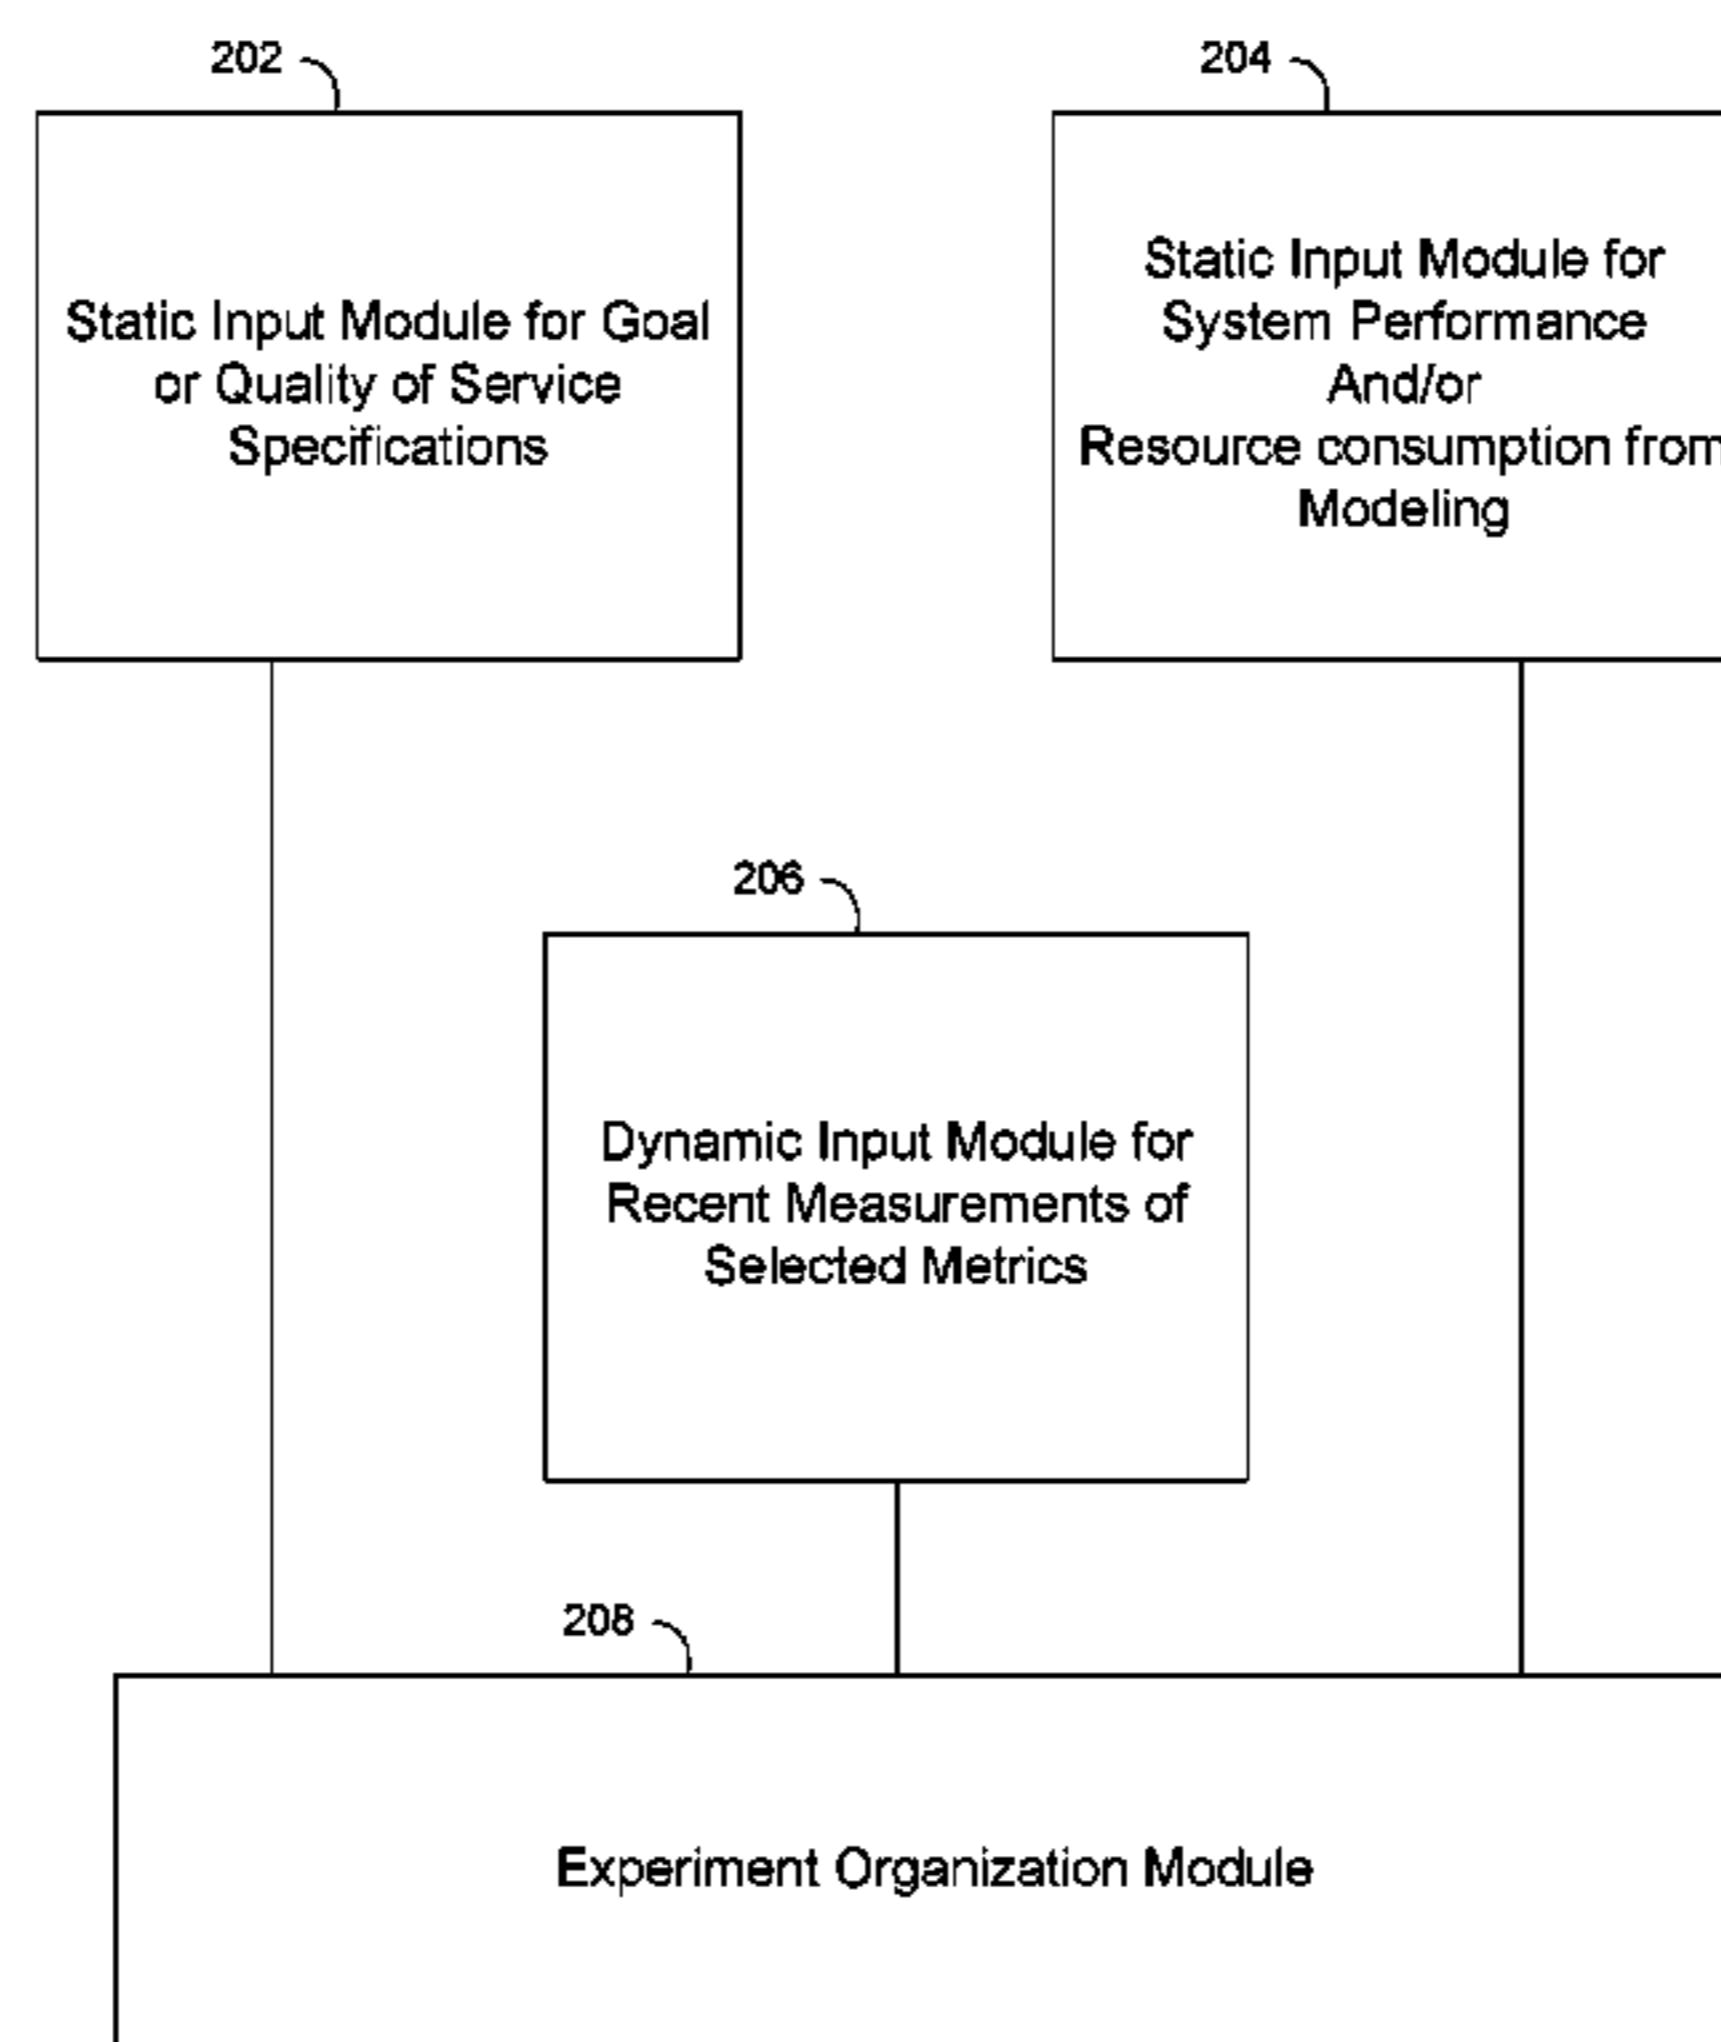 202
204
Static Input Module for Goal
or Quality of Service
Specifications
Static Input Module for
System Performance
And/or
Resource consumption from
Modeling
206
Dynamic Input Module for
Recent Measurements of
Selected Metrics
208
Experiment Organization Module